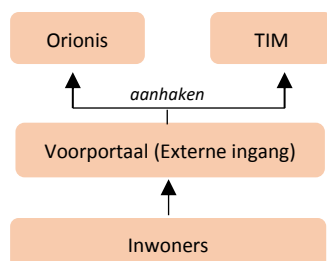 Orionis
TIM
aanhaken
Voorportaal (Externe ingang)
Inwoners